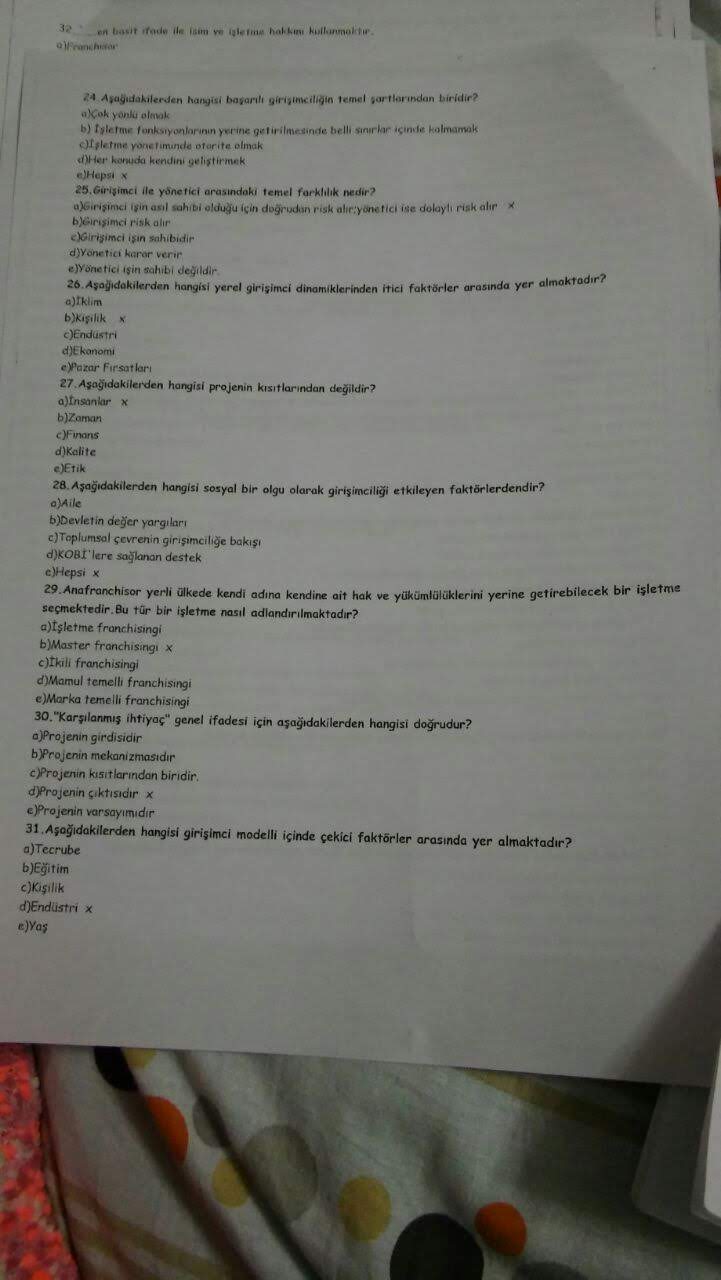 32. en basit ifade ile isim ve işletme hakkını kullanmaktır.
a)Franchisor
24.Aşağıdakilerden hangisi başarılı girişimciliğin temel şartlarından biridir?
a)Çok yönlü olmak
b) İşletme fonksiyonlarının yerine getirilmesinde belli sınırlar içinde kalmamak
c)İşletme yönetiminde otorite olmak
d)Her konuda kendini geliştirmek
e)Hepsi x
25.Girişimci ile yönetici arasındaki temel farklılık nedir?
a)Girişimci işin asıl sahibi olduğu için doğrudan risk alır;yönetici ise dolaylı risk alır x
b)Girişimci risk alır
c)Girişimci işin sahibidir
d)Yönetici karar verir
e)Yönetici işin sahibi değildir.
26.Aşağıdakilerden hangisi yerel girişimci dinamiklerinden itici faktörler arasında yer almaktadır?
a)İklim
b)Kişilik x
c)Endüstri
d)Ekonomi
e)Pazar Fırsatları
27.Aşağıdakilerden hangisi projenin kısıtlarından değildir?
a)İnsanlar x
b)Zaman
c)Finans
d)Kalite
e)Etik
28.Aşağıdakilerden hangisi sosyal bir olgu olarak girişimciliği etkileyen faktörlerdendir?
a)Aile
b)Devletin değer yargıları
c)Toplumsal çevrenin girişimciliğe bakışı
d)KOBİ'lere sağlanan destek
e)Hepsi x
29.Anafranchisor yerli ülkede kendi adına kendine ait hak ve yükümlülüklerini yerine getirebilecek bir işletme
seçmektedir.Bu tür bir işletme nasıl adlandırılmaktadır?
a)İşletme franchisingi
b)Master franchisingi x
c)İkili franchisingi
d)Mamul temelli franchisingi
e)Marka temelli franchisingi
30."Karşılanmış ihtiyaç" genel ifadesi için aşağıdakilerden hangisi doğrudur?
a)Projenin girdisidir
b)Projenin mekanizmasıdır
c)Projenin kısıtlarından biridir.
d)Projenin çıktısıdır x
e)Projenin varsayımıdır
31.Aşağıdakilerden hangisi girişimci modelli içinde çekici faktörler arasında yer almaktadır?
a)Tecrube
b)Eğitim
c)Kişilik
d)Endüstri x
e)Yaş